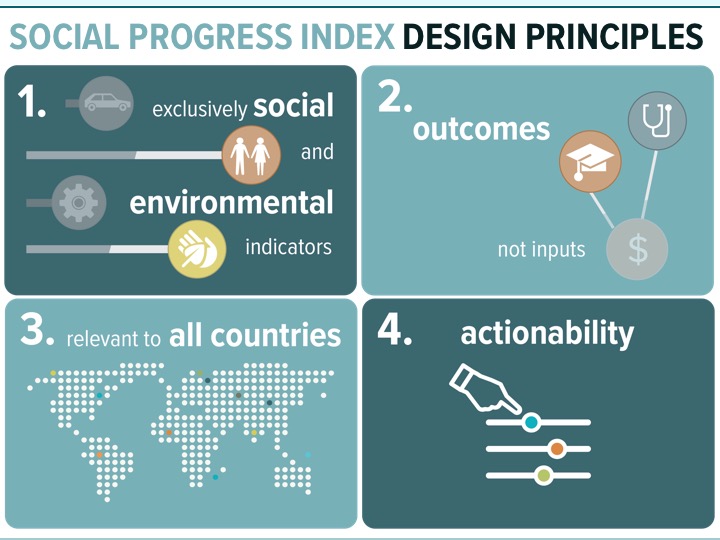 SOCIAL PROGRESS INDEX DESIGN PRINCIPLES
1.
exclusively social
and
environmental
indicators
2.
outcomes
$
not inputs
3. relevant to all countries
4. actionability